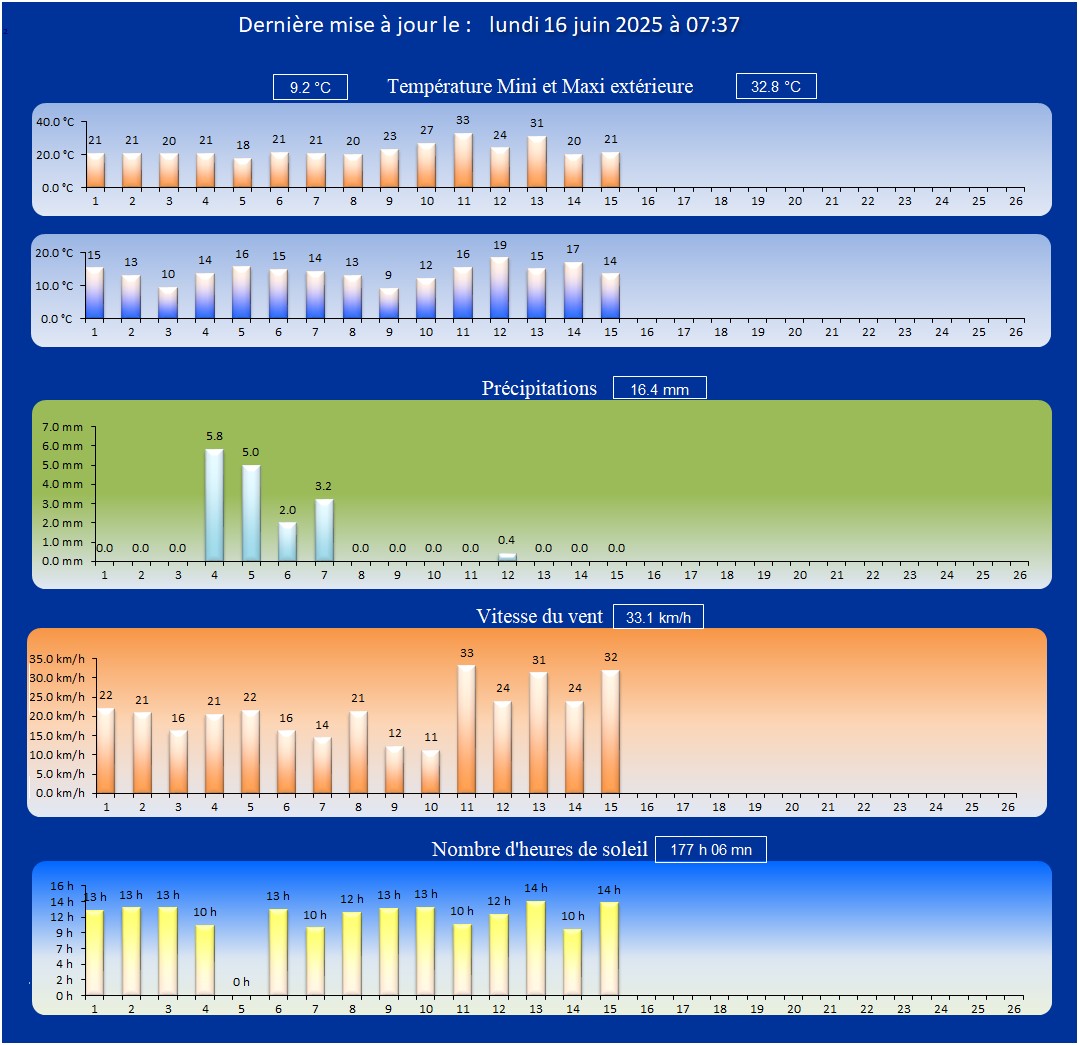 Dernière mise à jour le : lundi 16 juin 2025 à 07:37
9.2 °C Température Mini et Maxi extérieure 32.8 °C
40.0 °C
20.0 °C
0.0 °C
21 21 20 21 18 21 21 20 23 27 33 24 31 20 21
1 2 3 4 5 6 7 8 9 10 11 12 13 14 15 16 17 18 19 20 21 22 23 24 25 26
20.0 °C
10.0 °C
0.0 °C
15 13 10 14 16 15 14 13 9 12 16 19 15 17 14
1 2 3 4 5 6 7 8 9 10 11 12 13 14 15 16 17 18 19 20 21 22 23 24 25 26
Précipitations 16.4 mm
7.0 mm
6.0 mm
5.0 mm
4.0 mm
3.0 mm
2.0 mm
1.0 mm
0.0 mm
0.0 0.0 0.0 5.8 5.0 2.0 3.2 0.0 0.0 0.0 0.0 0.4 0.0 0.0 0.0
1 2 3 4 5 6 7 8 9 10 11 12 13 14 15 16 17 18 19 20 21 22 23 24 25 26
Vitesse du vent 33.1 km/h
35.0 km/h
30.0 km/h
25.0 km/h
20.0 km/h
15.0 km/h
10.0 km/h
5.0 km/h
0.0 km/h
22 21 16 21 22 16 14 21 12 11 33 24 31 24 32
1 2 3 4 5 6 7 8 9 10 11 12 13 14 15 16 17 18 19 20 21 22 23 24 25 26
Nombre d'heures de soleil 177 h 06 mn
16 h
14 h
12 h
9 h
7 h
4 h
2 h
0 h
13 h 13 h 13 h 10 h 0 h 13 h 10 h 12 h 13 h 13 h 10 h 12 h 14 h 10 h 14 h
1 2 3 4 5 6 7 8 9 10 11 12 13 14 15 16 17 18 19 20 21 22 23 24 25 26